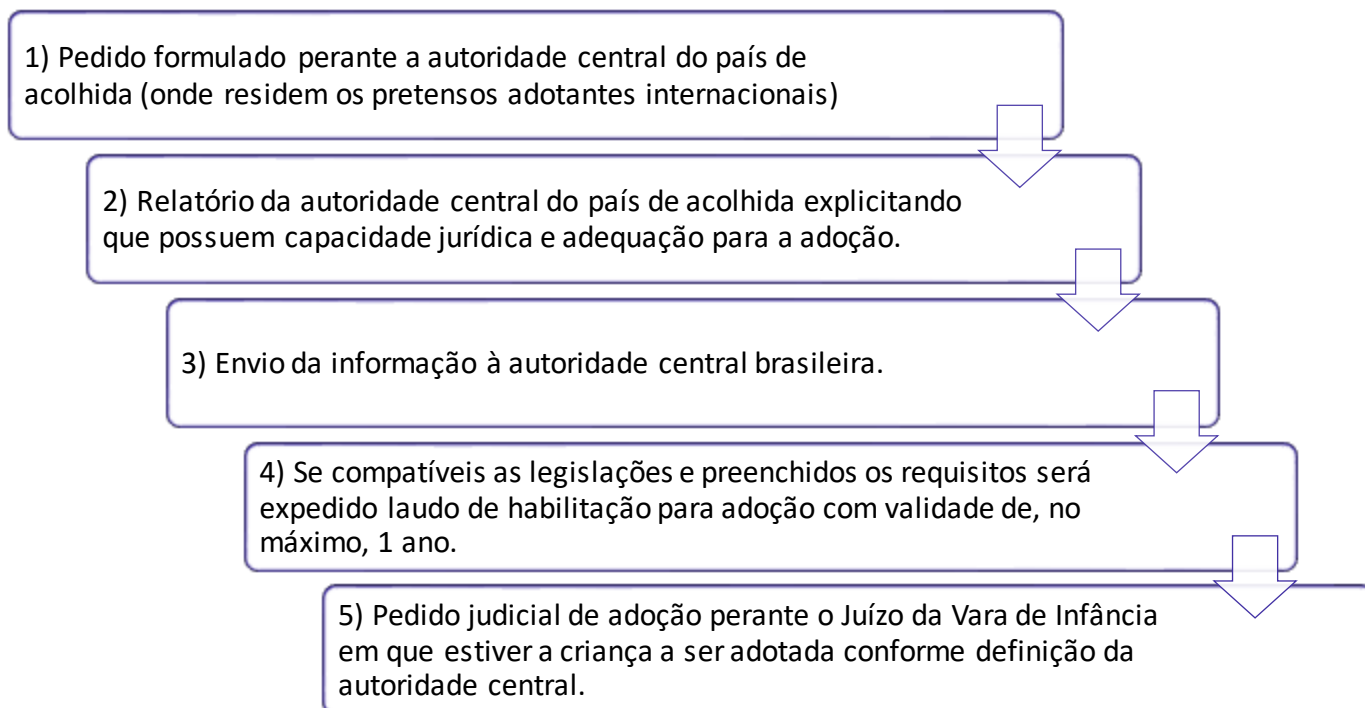 1) Pedido formulado perante a autoridade central do país de
acolhida (onde residem os pretensos adotantes internacionais)
2) Relatório da autoridade central do país de acolhida explicitando
que possuem capacidade jurídica e adequação para a adoção.
3) Envio da informação à autoridade central brasileira.
4) Se compatíveis as legislações e preenchidos os requisitos será
expedido laudo de habilitação para adoção com validade de, no
máximo, 1 ano.
5) Pedido judicial de adoção perante o Juízo da Vara de Infância
em que estiver a criança a ser adotada conforme definição da
autoridade central.